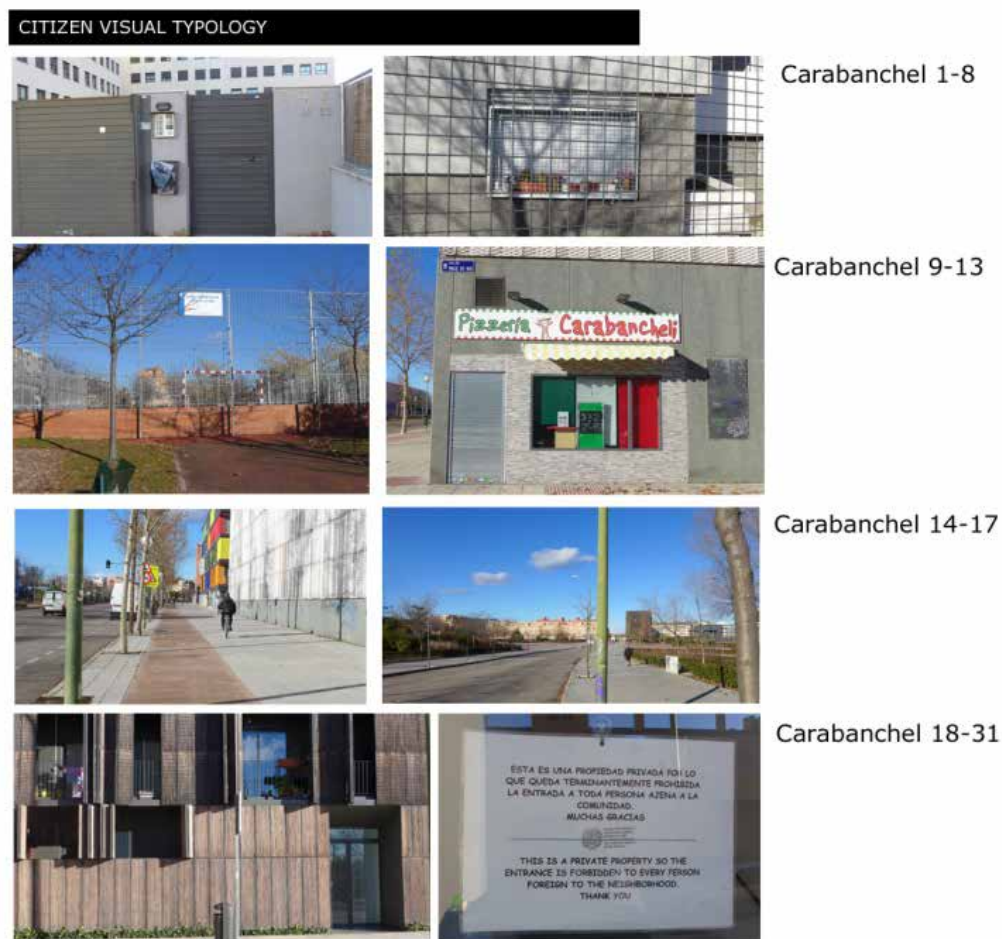 CITIZEN VISUAL TYPOLOGY
Carabanchel 1-8
Carabanchel 9-13
Pizzería Carabancheli
Carabanchel 14-17
Carabanchel 18-31
ESTA ES UNA PROPIEDAD PRIVADA POR LO
QUE QUEDA TERMINANTEMENTE PROHIBIDA
LA ENTRADA A TODA PERSONA AJENA A LA
COMUNIDAD.
MUCHAS GRACIAS
THIS IS A PRIVATE PROPERTY SO THE
ENTRANCE IS FORBIDDEN TO EVERY PERSON
FOREIGN TO THE NEIGHBORHOOD.
THANK YOU